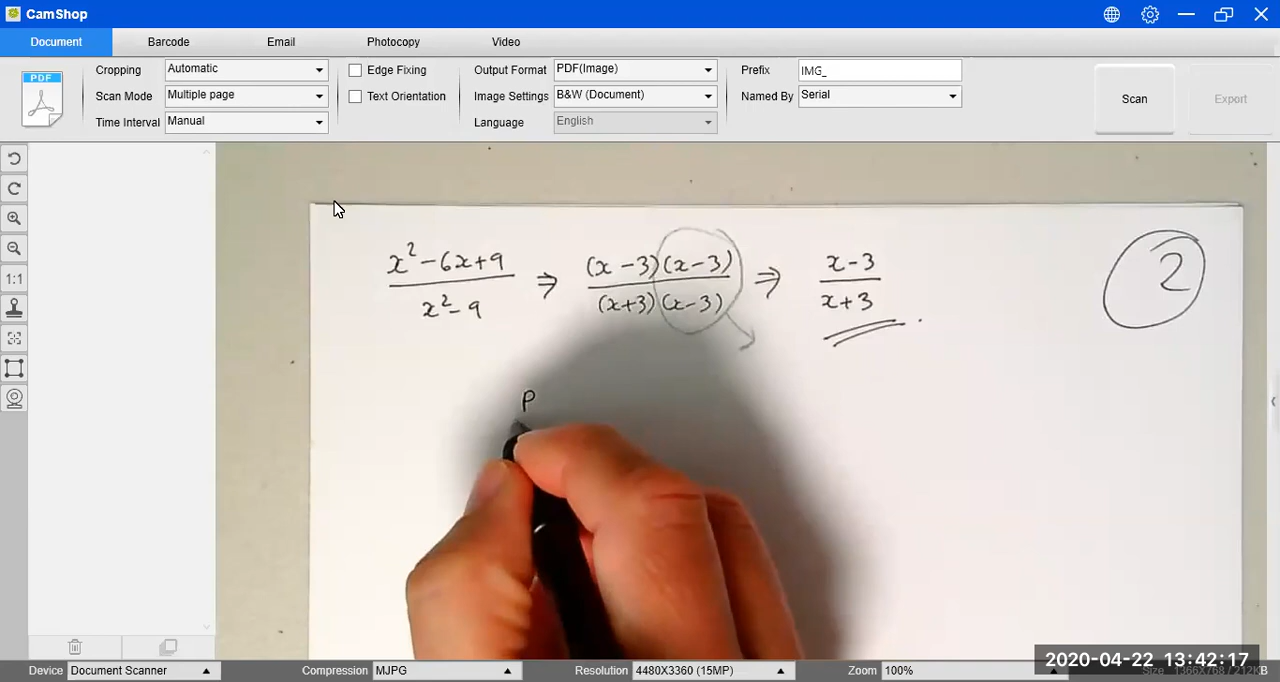 CamShop
Document Barcode Email Photocopy Video
PDF
Cropping Automatic Edge Fixing Output Format PDF(Image) Prefix IMG_
Scan Mode Multiple page Text Orientation Image Settings B&W (Document) Named By Serial
Time Interval Manual Language English
Scan Export
1:1
x² - 6x + 9 / x² - 9 ⇒ (x - 3)(x - 3) / (x + 3)(x - 3) ⇒ x - 3 / x + 3
2
P
Device Document Scanner Compression MJPG Resolution 4480X3360 (15MP) Zoom 100%
2020-04-22 13:42:17